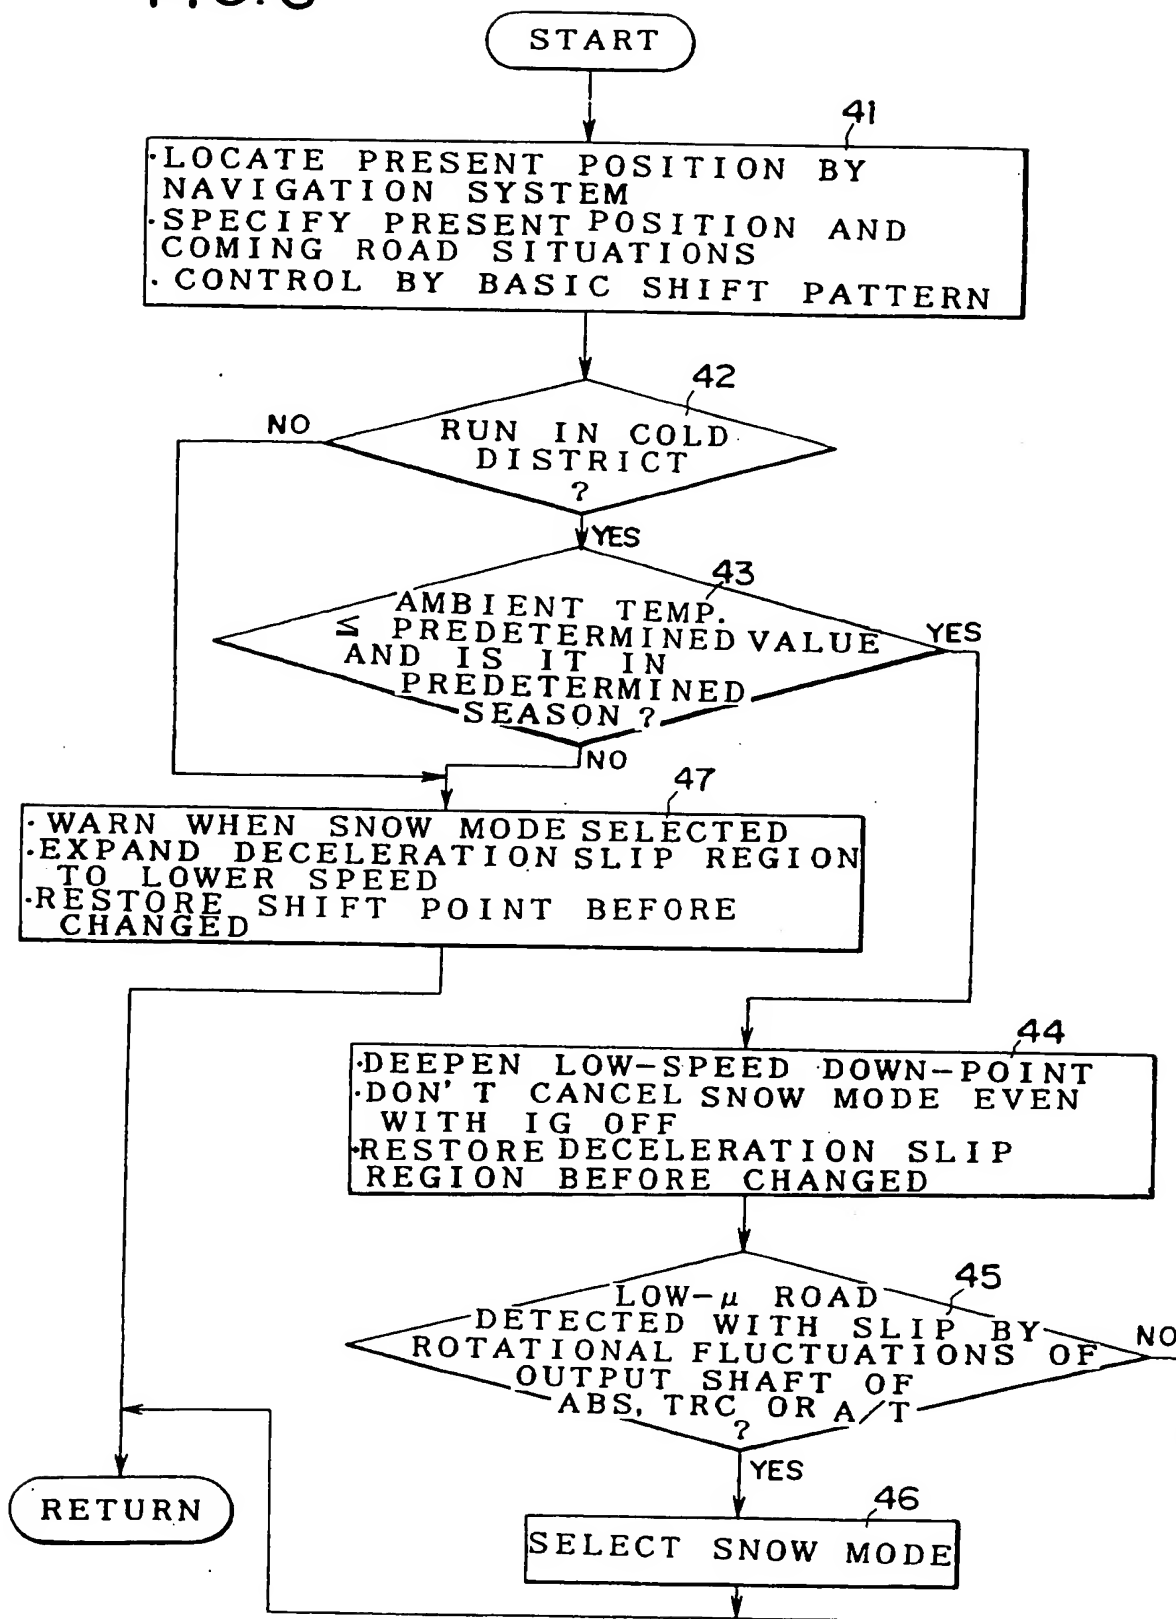 START
41
·LOCATE PRESENT POSITION BY
NAVIGATION SYSTEM
·SPECIFY PRESENT POSITION AND
COMING ROAD SITUATIONS
·CONTROL BY BASIC SHIFT PATTERN
42
NO
RUN IN COLD
DISTRICT
?
YES
43
AMBIENT TEMP.
≦ PREDETERMINED VALUE
AND IS IT IN
PREDETERMINED
SEASON ?
YES
NO
47
·WARN WHEN SNOW MODE SELECTED
·EXPAND DECELERATION SLIP REGION
TO LOWER SPEED
·RESTORE SHIFT POINT BEFORE
CHANGED
44
·DEEPEN LOW-SPEED DOWN-POINT
·DON'T CANCEL SNOW MODE EVEN
WITH IG OFF
·RESTORE DECELERATION SLIP
REGION BEFORE CHANGED
45
LOW-μ ROAD
DETECTED WITH SLIP BY
ROTATIONAL FLUCTUATIONS OF
OUTPUT SHAFT OF
ABS, TRC OR A/T
?
NO
YES
RETURN
46
SELECT SNOW MODE